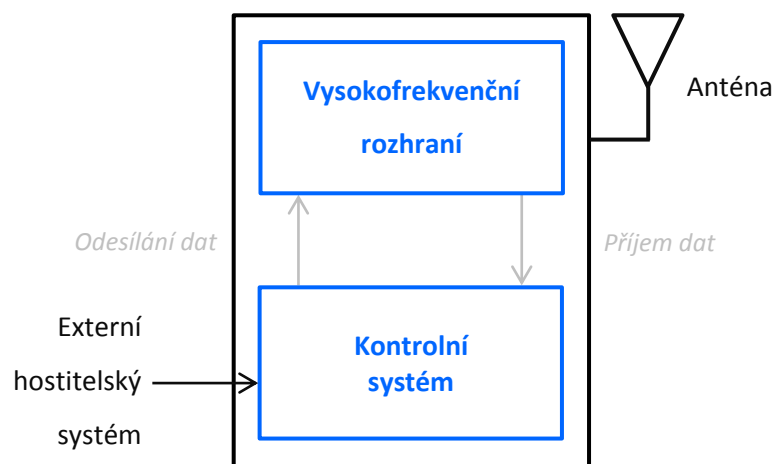 Vysokofrekvenční
rozhraní
Anténa
Odesílání dat
Příjem dat
Externí
hostitelský
systém
Kontrolní
systém